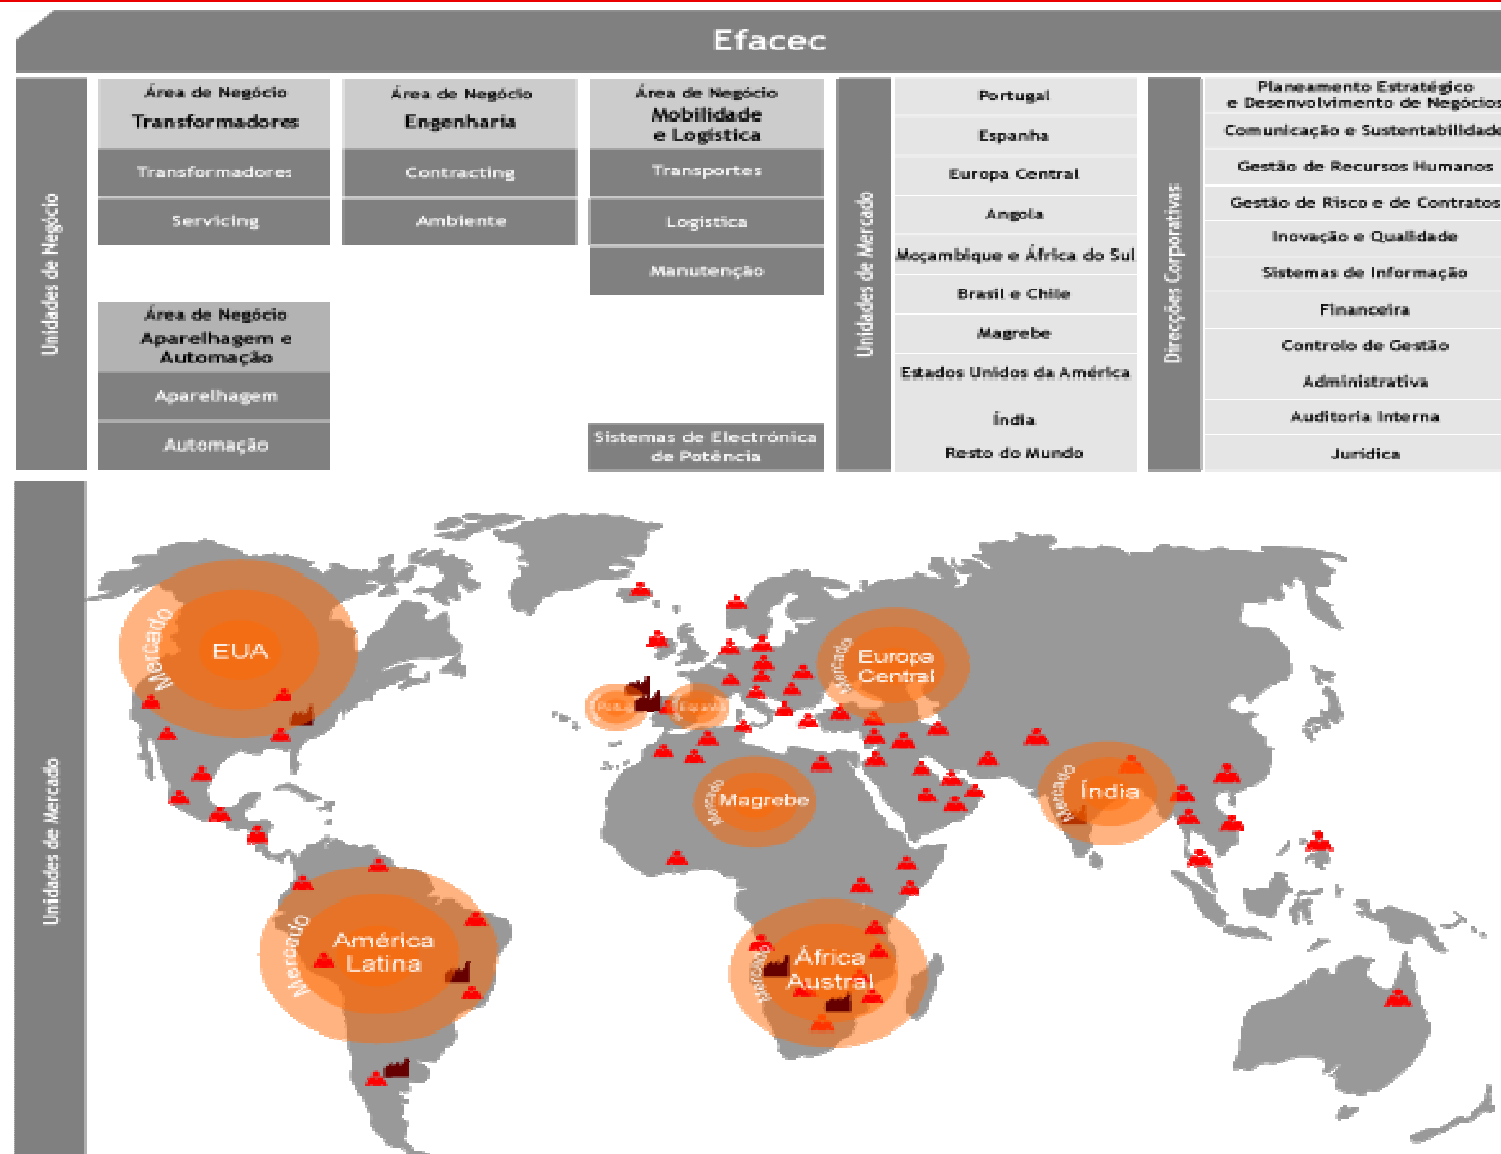 Efacec
Unidades de Negócio
Área de Negócio
Transformadores
Transformadores
Servicing
Área de Negócio
Aparelhagem e
Automação
Aparelhagem
Automação
Área de Negócio
Engenharia
Contracting
Ambiente
Área de Negócio
Mobilidade
e Logística
Transportes
Logística
Manutenção
Sistemas de Electrónica
de Potência
Unidades de Mercado
Portugal
Espanha
Europa Central
Angola
Moçambique e África do Sul
Brasil e Chile
Magrebe
Estados Unidos da América
Índia
Resto do Mundo
Direcções Corporativas
Planeamento Estratégico
e Desenvolvimento de Negócios
Comunicação e Sustentabilidade
Gestão de Recursos Humanos
Gestão de Risco e de Contratos
Inovação e Qualidade
Sistemas de Informação
Financeira
Controlo de Gestão
Administrativa
Auditoria Interna
Jurídica
Unidades de Mercado
Mercado
EUA
Mercado
Europa
Central
Mercado
Magrebe
Mercado
Índia
Mercado
América
Latina
Mercado
África
Austral